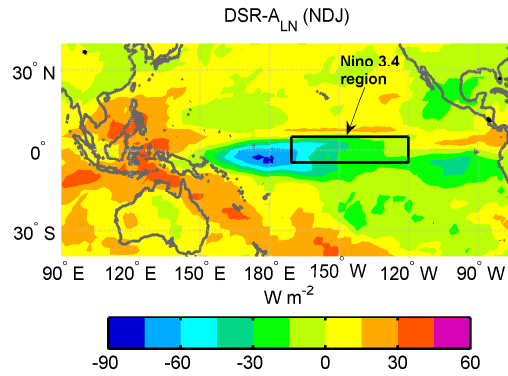 DSR-A_LN (NDJ)
Nino 3.4
region
30° N
0°
30° S
90° E 120° E 150° E 180° E 150° W 120° W 90° W
W m⁻²
-90 -60 -30 0 30 60